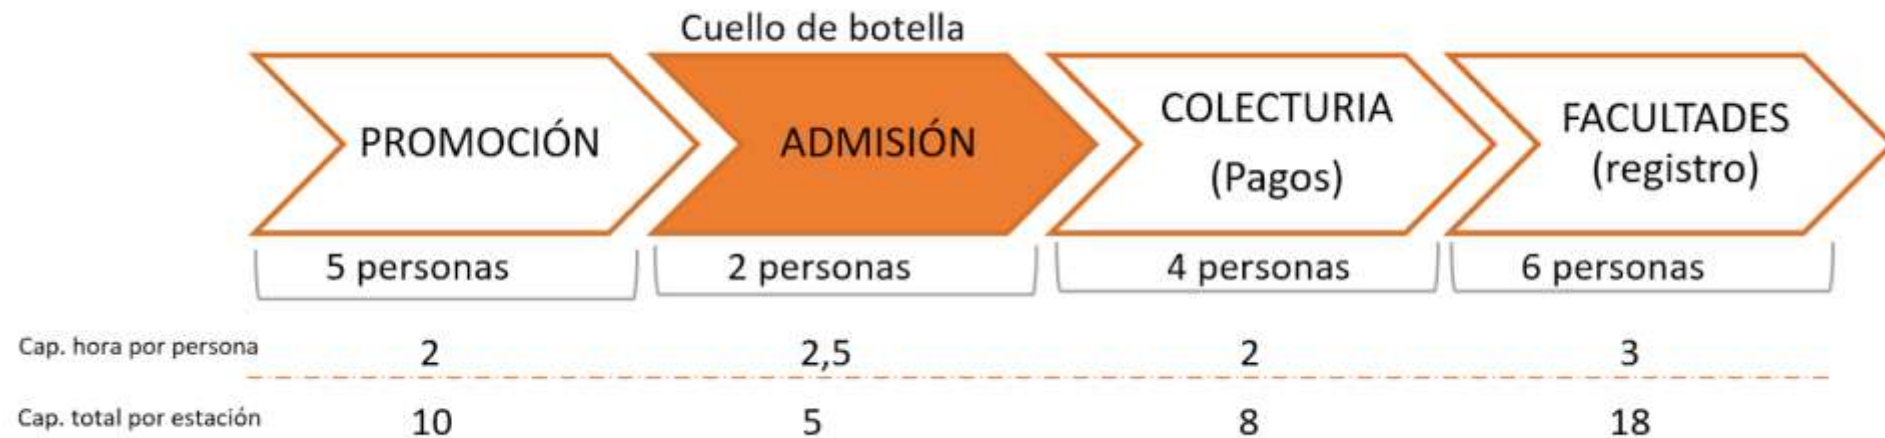 Cuello de botella
PROMOCIÓN
ADMISIÓN
COLECTURIA
(Pagos)
FACULTADES
(registro)
5 personas
2 personas
4 personas
6 personas
Cap. hora por persona 2 2,5 2 3
Cap. total por estación 10 5 8 18